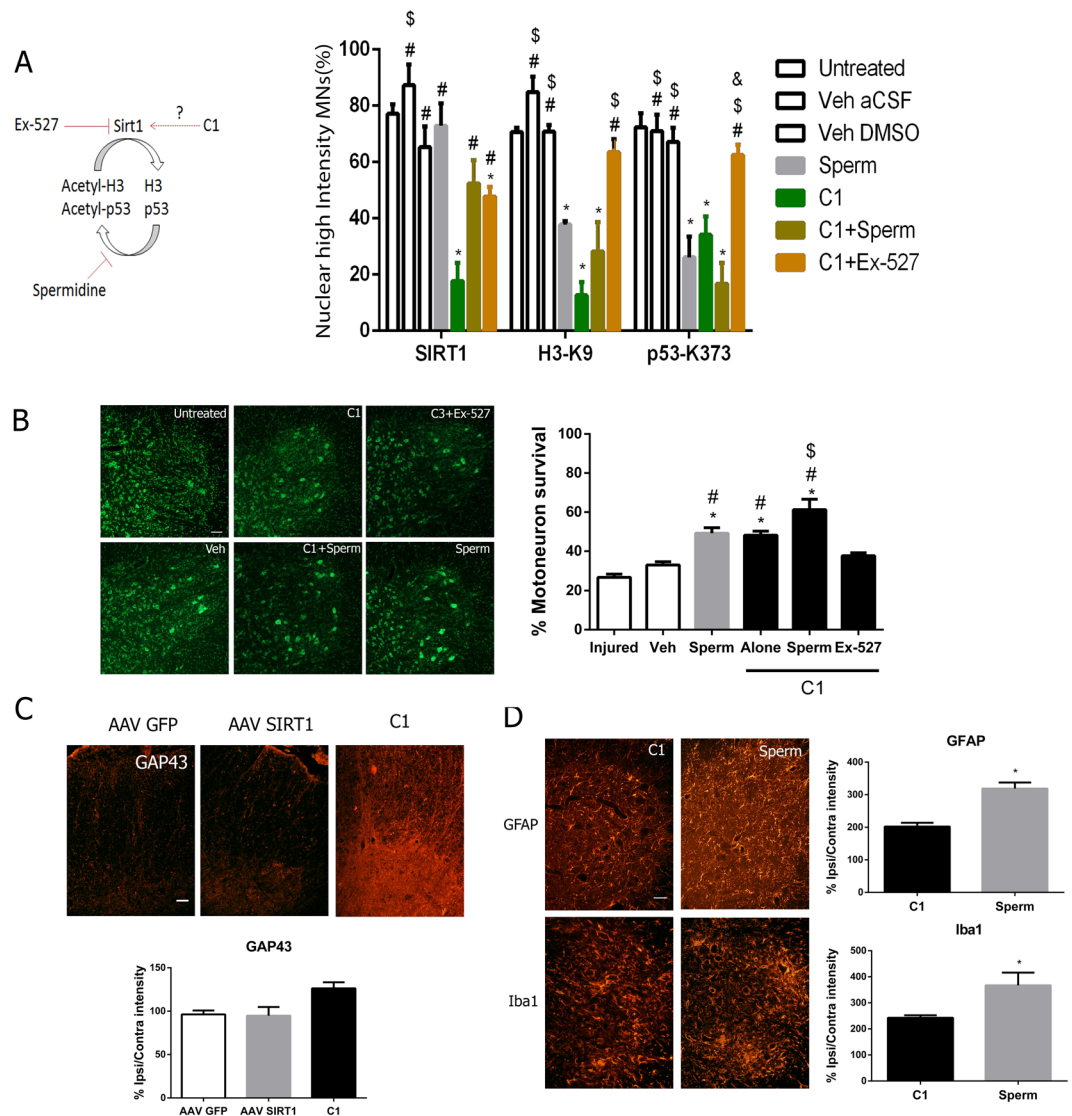 A
Ex-527
Sirt1
?
C1
Acetyl-H3
H3
Acetyl-p53
p53
Spermidine
Nuclear high Intensity MNs(%)
100
80
60
40
20
0
$
#
#
#
*
#
#
*
$
#
$
#
*
*
*
$
#
$
#
$
#
*
*
*
&
$
#
SIRT1
H3-K9
p53-K373
Untreated
Veh aCSF
Veh DMSO
Sperm
C1
C1+Sperm
C1+Ex-527
B
Untreated
C1
C3+Ex-527
Veh
C1+Sperm
Sperm
% Motoneuron survival
100
80
60
40
20
0
#
*
#
*
$
#
*
Injured
Veh
Sperm
Alone
Sperm
Ex-527
C1
C
AAV GFP
AAV SIRT1
C1
GAP43
GAP43
% Ipsi/Contra intensity
150
100
50
0
AAV GFP
AAV SIRT1
C1
D
C1
Sperm
GFAP
Iba1
GFAP
% Ipsi/Contra intensity
400
300
200
100
0
*
C1
Sperm
Iba1
% Ipsi/Contra intensity
500
400
300
200
100
0
*
C1
Sperm